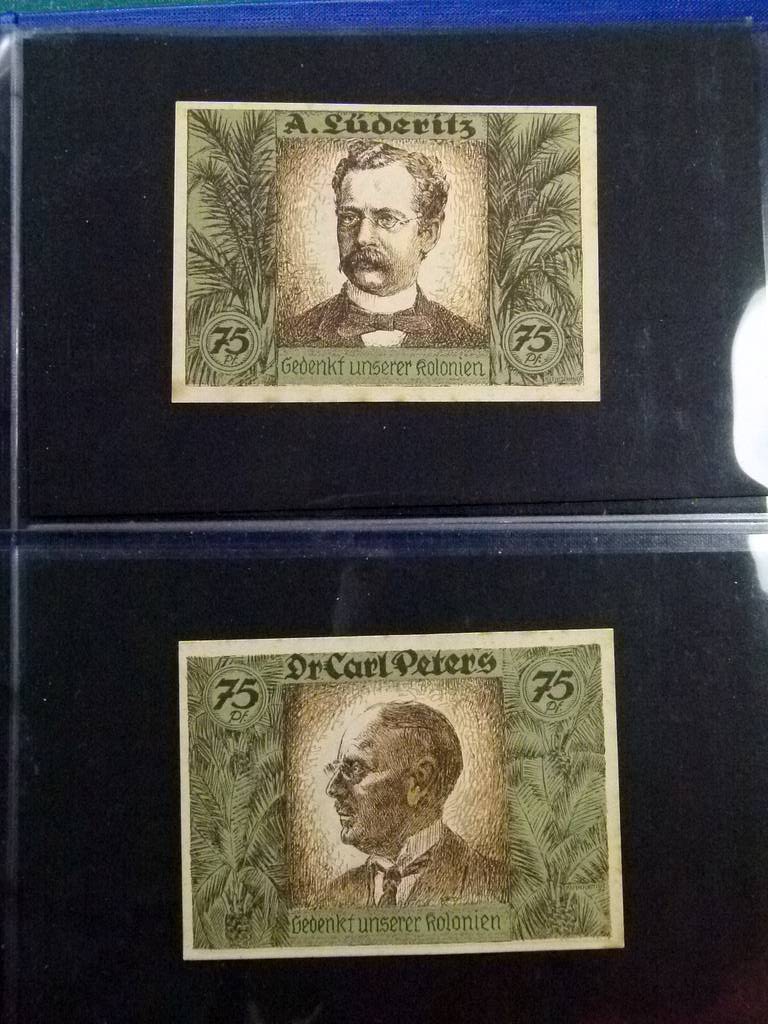 A. Lüderitz
75 Pf.
75 Pf.
Gedenkt unserer Kolonien
Dr Carl Peters
75 Pf.
75 Pf.
Gedenkt unserer Kolonien